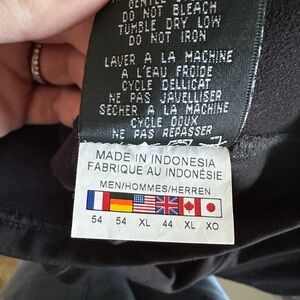 DO NOT BLEACH
TUMBLE DRY LOW
DO NOT IRON
LAVER A LA MACHINE
A L'EAU FROIDE
CYCLE DELLICAT
NE PAS JAVELLISER
SECHER A LA MACHINE
CYCLE DOUX
NE PAS REPASSER
MADE IN INDONESIA
FABRIQUE AU INDONÉSIE
MEN/HOMMES/HERREN
54 54 XL 44 XL XO